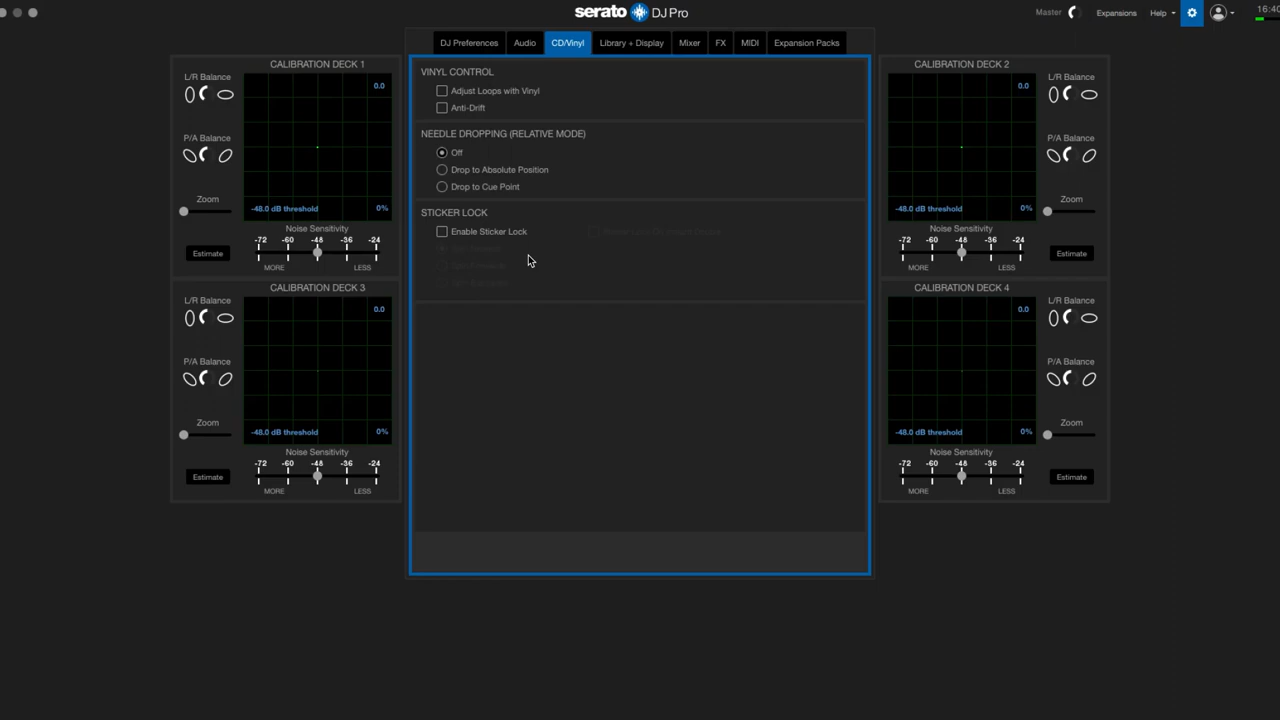 serato DJ Pro
Master
Expansions
Help
16:40
DJ Preferences
Audio
CD/Vinyl
Library + Display
Mixer
FX
MIDI
Expansion Packs
CALIBRATION DECK 1
L/R Balance
0.0
P/A Balance
Zoom
-48.0 dB threshold
0%
Noise Sensitivity
-72 -60 -48 -36 -24
Estimate
MORE
LESS
CALIBRATION DECK 3
L/R Balance
0.0
P/A Balance
Zoom
-48.0 dB threshold
0%
Noise Sensitivity
-72 -60 -48 -36 -24
Estimate
MORE
LESS
VINYL CONTROL
Adjust Loops with Vinyl
Anti-Drift
NEEDLE DROPPING (RELATIVE MODE)
Off
Drop to Absolute Position
Drop to Cue Point
STICKER LOCK
Enable Sticker Lock
CALIBRATION DECK 2
0.0
L/R Balance
P/A Balance
Zoom
-48.0 dB threshold
0%
Noise Sensitivity
-72 -60 -48 -36 -24
Estimate
MORE
LESS
CALIBRATION DECK 4
0.0
L/R Balance
P/A Balance
Zoom
-48.0 dB threshold
0%
Noise Sensitivity
-72 -60 -48 -36 -24
Estimate
MORE
LESS